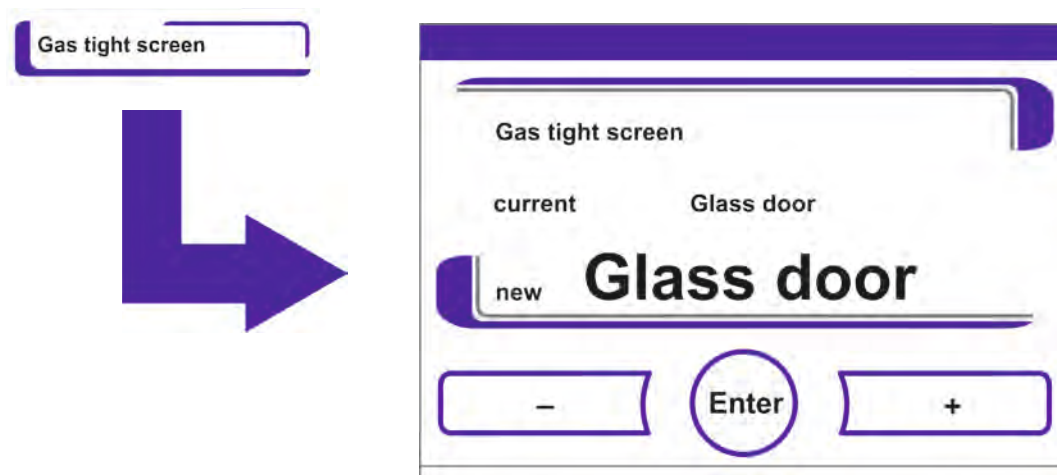 Gas tight screen
Gas tight screen
current Glass door
new Glass door
– Enter +